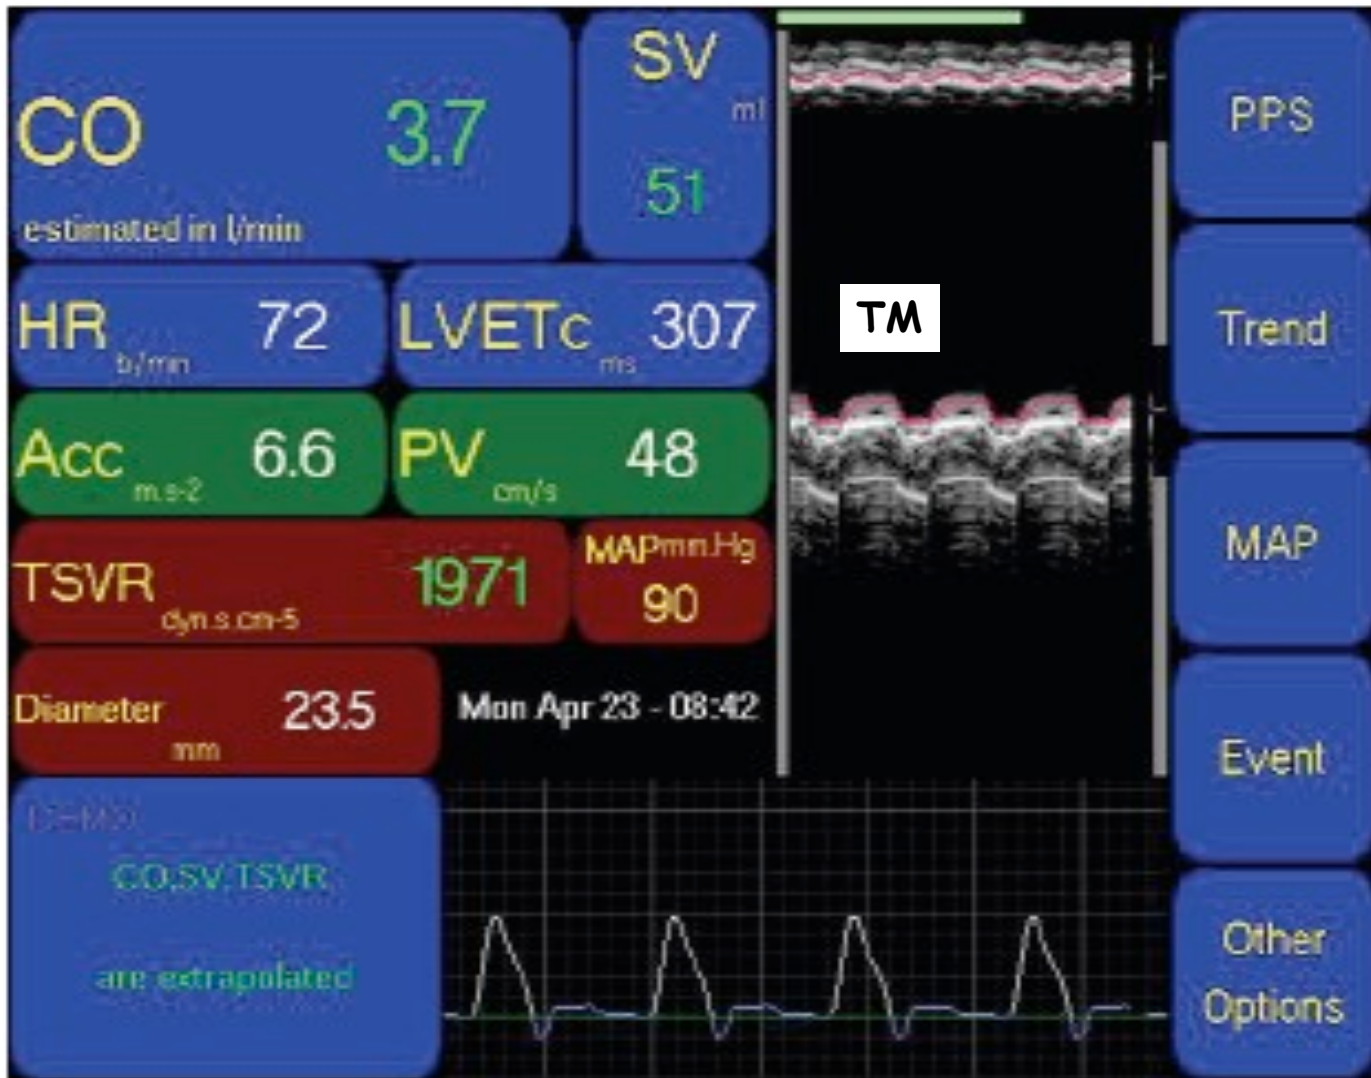 CO 3.7
estimated in l/min
SV
ml
51
HR b/min 72
LVETc ms 307
Acc m.s-2 6.6
PV cm/s 48
TSVR dyn.s.cm-5 1971
MAPmm.Hg
90
Diameter mm 23.5
Mon Apr 23 - 08:42
CO,SV,TSVR
are extrapolated
TM
PPS
Trend
MAP
Event
Other
Options